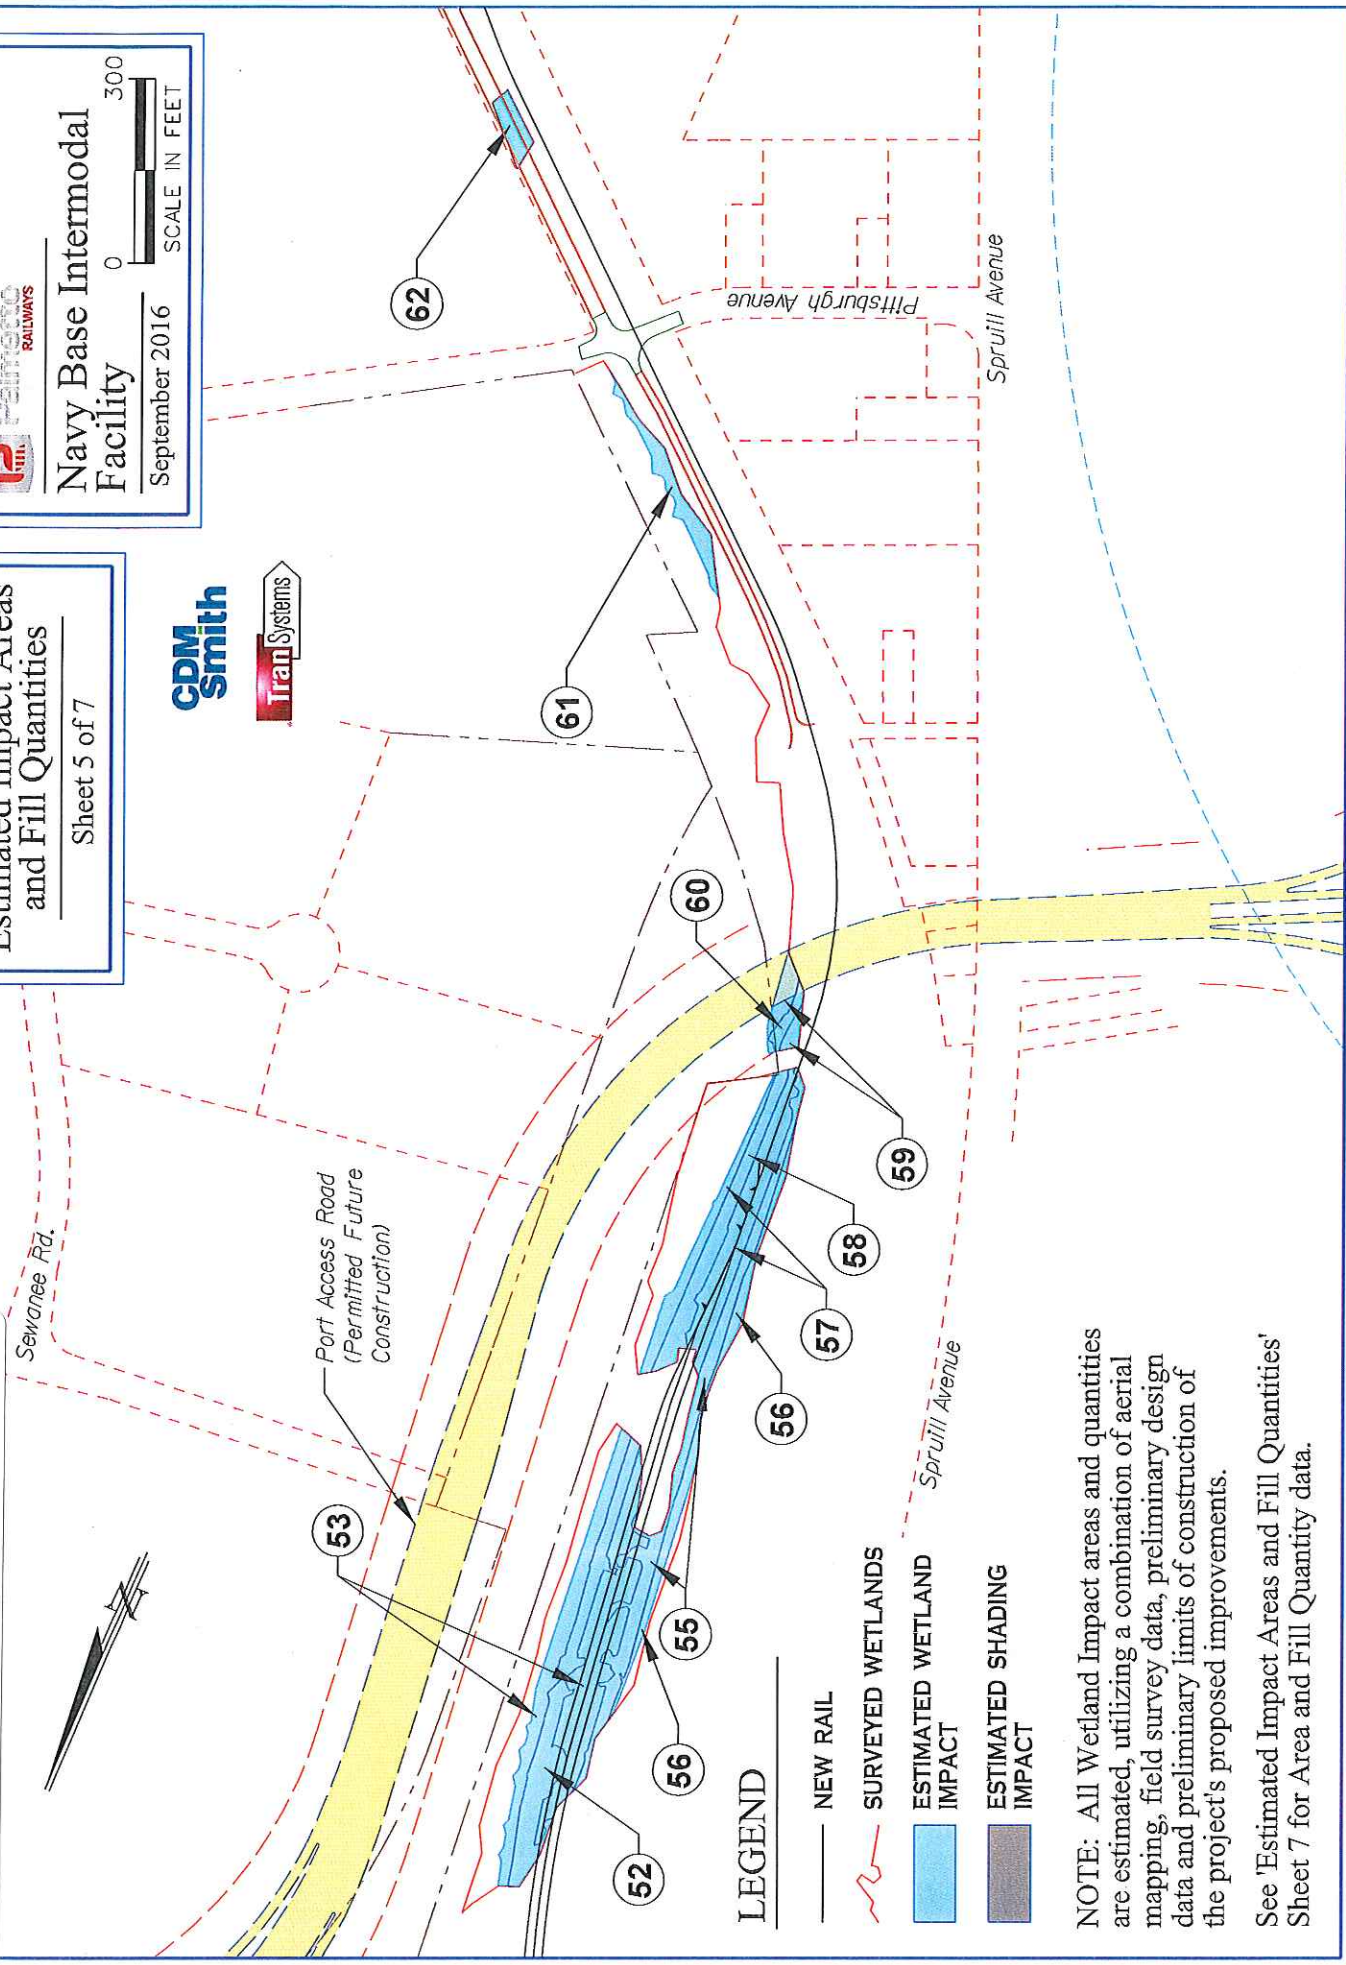 RAILWAYS
Navy Base Intermodal
Facility
September 2016
0
300
SCALE IN FEET
Estimated Impact Areas
and Fill Quantities
Sheet 5 of 7
CDM
Smith
TranSystems
Sewanee Rd.
Port Access Road
(Permitted Future
Construction)
N
53
52
56
55
56
57
58
59
60
61
62
Pittsburgh Avenue
Spruill Avenue
Spruill Avenue
LEGEND
NEW RAIL
SURVEYED WETLANDS
ESTIMATED WETLAND
IMPACT
ESTIMATED SHADING
IMPACT
NOTE: All Wetland Impact areas and quantities
are estimated, utilizing a combination of aerial
mapping, field survey data, preliminary design
data and preliminary limits of construction of
the project's proposed improvements.
See 'Estimated Impact Areas and Fill Quantities'
Sheet 7 for Area and Fill Quantity data.